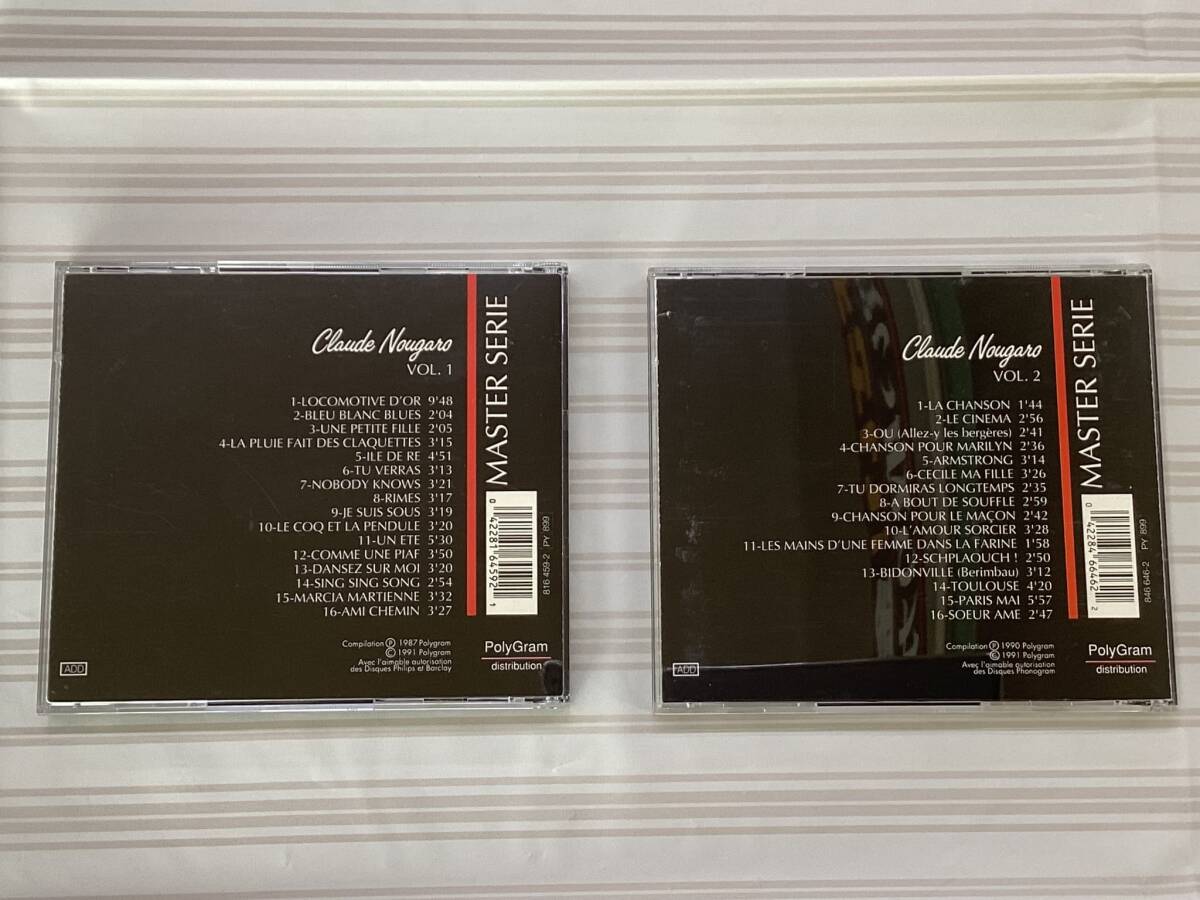 Claude Nougaro
VOL. 1
1-LOCOMOTIVE D'OR 9'48
2-BLEU BLANC BLUES 2'04
3-UNE PETITE FILLE 2'05
4-LA PLUIE FAIT DES CLAQUETTES 3'15
5-ILE DE RE 4'51
6-TU VERRAS 3'13
7-NOBODY KNOWS 3'21
8-RIMES 3'17
9-JE SUIS SOUS 3'19
10-LE COQ ET LA PENDULE 3'20
11-UN ETE 5'30
12-COMME UNE PIAF 3'50
13-DANSEZ SUR MOI 3'20
14-SING SING SONG 2'54
15-MARCIA MARTIENNE 3'32
16-AMI CHEMIN 3'27
Compilation Ⓟ 1987 Polygram
© 1991 Polygram
Avec l'aimable autorisation
des Disques Philips et Barclay
ADD
MASTER SERIE
0 42281 64592 1
816 459-2 PY 899
PolyGram
distribution
Claude Nougaro
VOL. 2
1-LA CHANSON 1'44
2-LE CINEMA 2'56
3-OU (Allez-y les bergères) 2'41
4-CHANSON POUR MARILYN 2'36
5-ARMSTRONG 3'14
6-CECILE MA FILLE 3'26
7-TU DORMIRAS LONGTEMPS 2'35
8-A BOUT DE SOUFFLE 2'59
9-CHANSON POUR LE MAÇON 2'42
10-L'AMOUR SORCIER 3'28
11-LES MAINS D'UNE FEMME DANS LA FARINE 1'58
12-SCHPLAOUCH ! 2'50
13-BIDONVILLE (Berimbau) 3'12
14-TOULOUSE 4'20
15-PARIS MAI 5'57
16-SOEUR AME 2'47
Compilation Ⓟ 1990 Polygram
© 1991 Polygram
Avec l'aimable autorisation
des Disques Phonogram
ADD
MASTER SERIE
0 42284 66462 2
846 646-2 PY 899
PolyGram
distribution